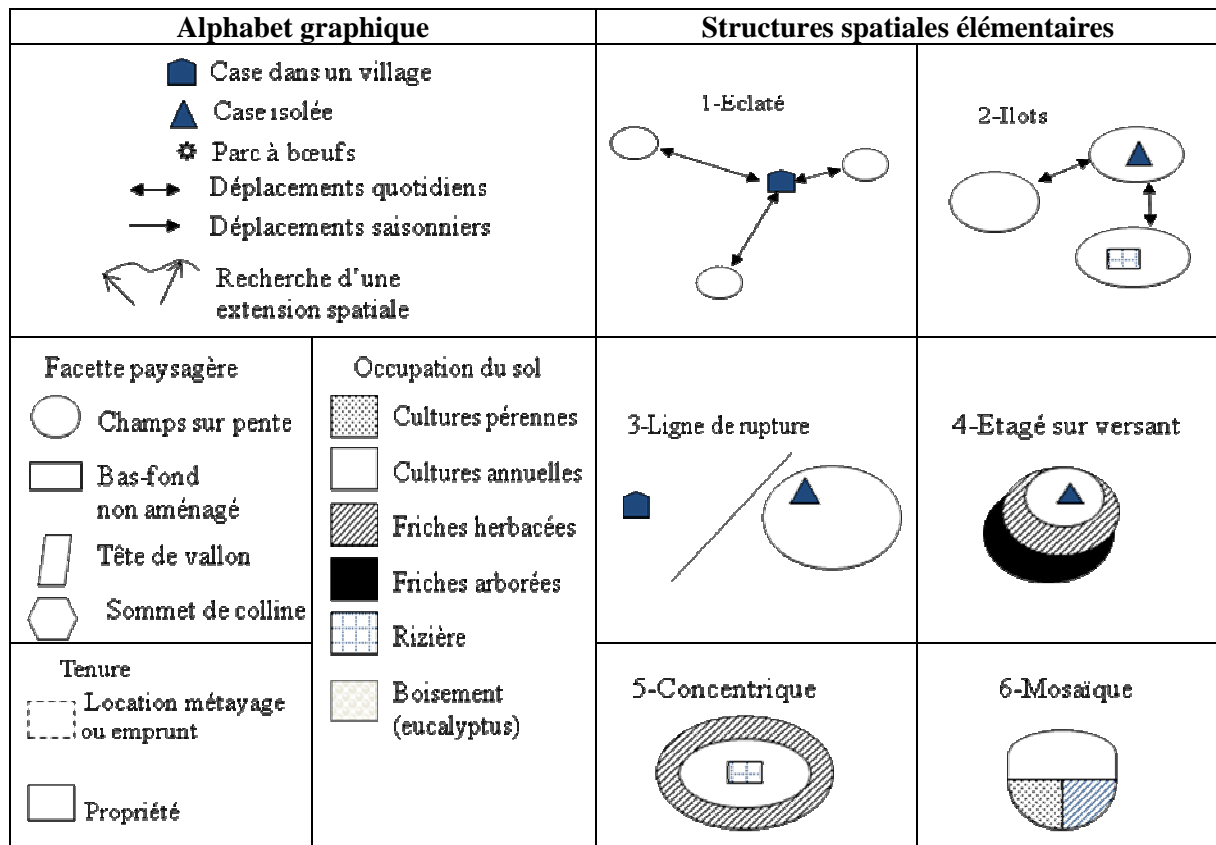 Alphabet graphique
Structures spatiales élémentaires
Case dans un village
Case isolée
Parc à bœufs
Déplacements quotidiens
Déplacements saisonniers
Recherche d'une
extension spatiale
1-Eclaté
2-Ilots
Facette paysagère
Champs sur pente
Bas-fond
non aménagé
Tête de vallon
Sommet de colline
Tenure
Location métayage
ou emprunt
Propriété
Occupation du sol
Cultures pérennes
Cultures annuelles
Friches herbacées
Friches arborées
Rizière
Boisement
(eucalyptus)
3-Ligne de rupture
4-Etagé sur versant
5-Concentrique
6-Mosaïque